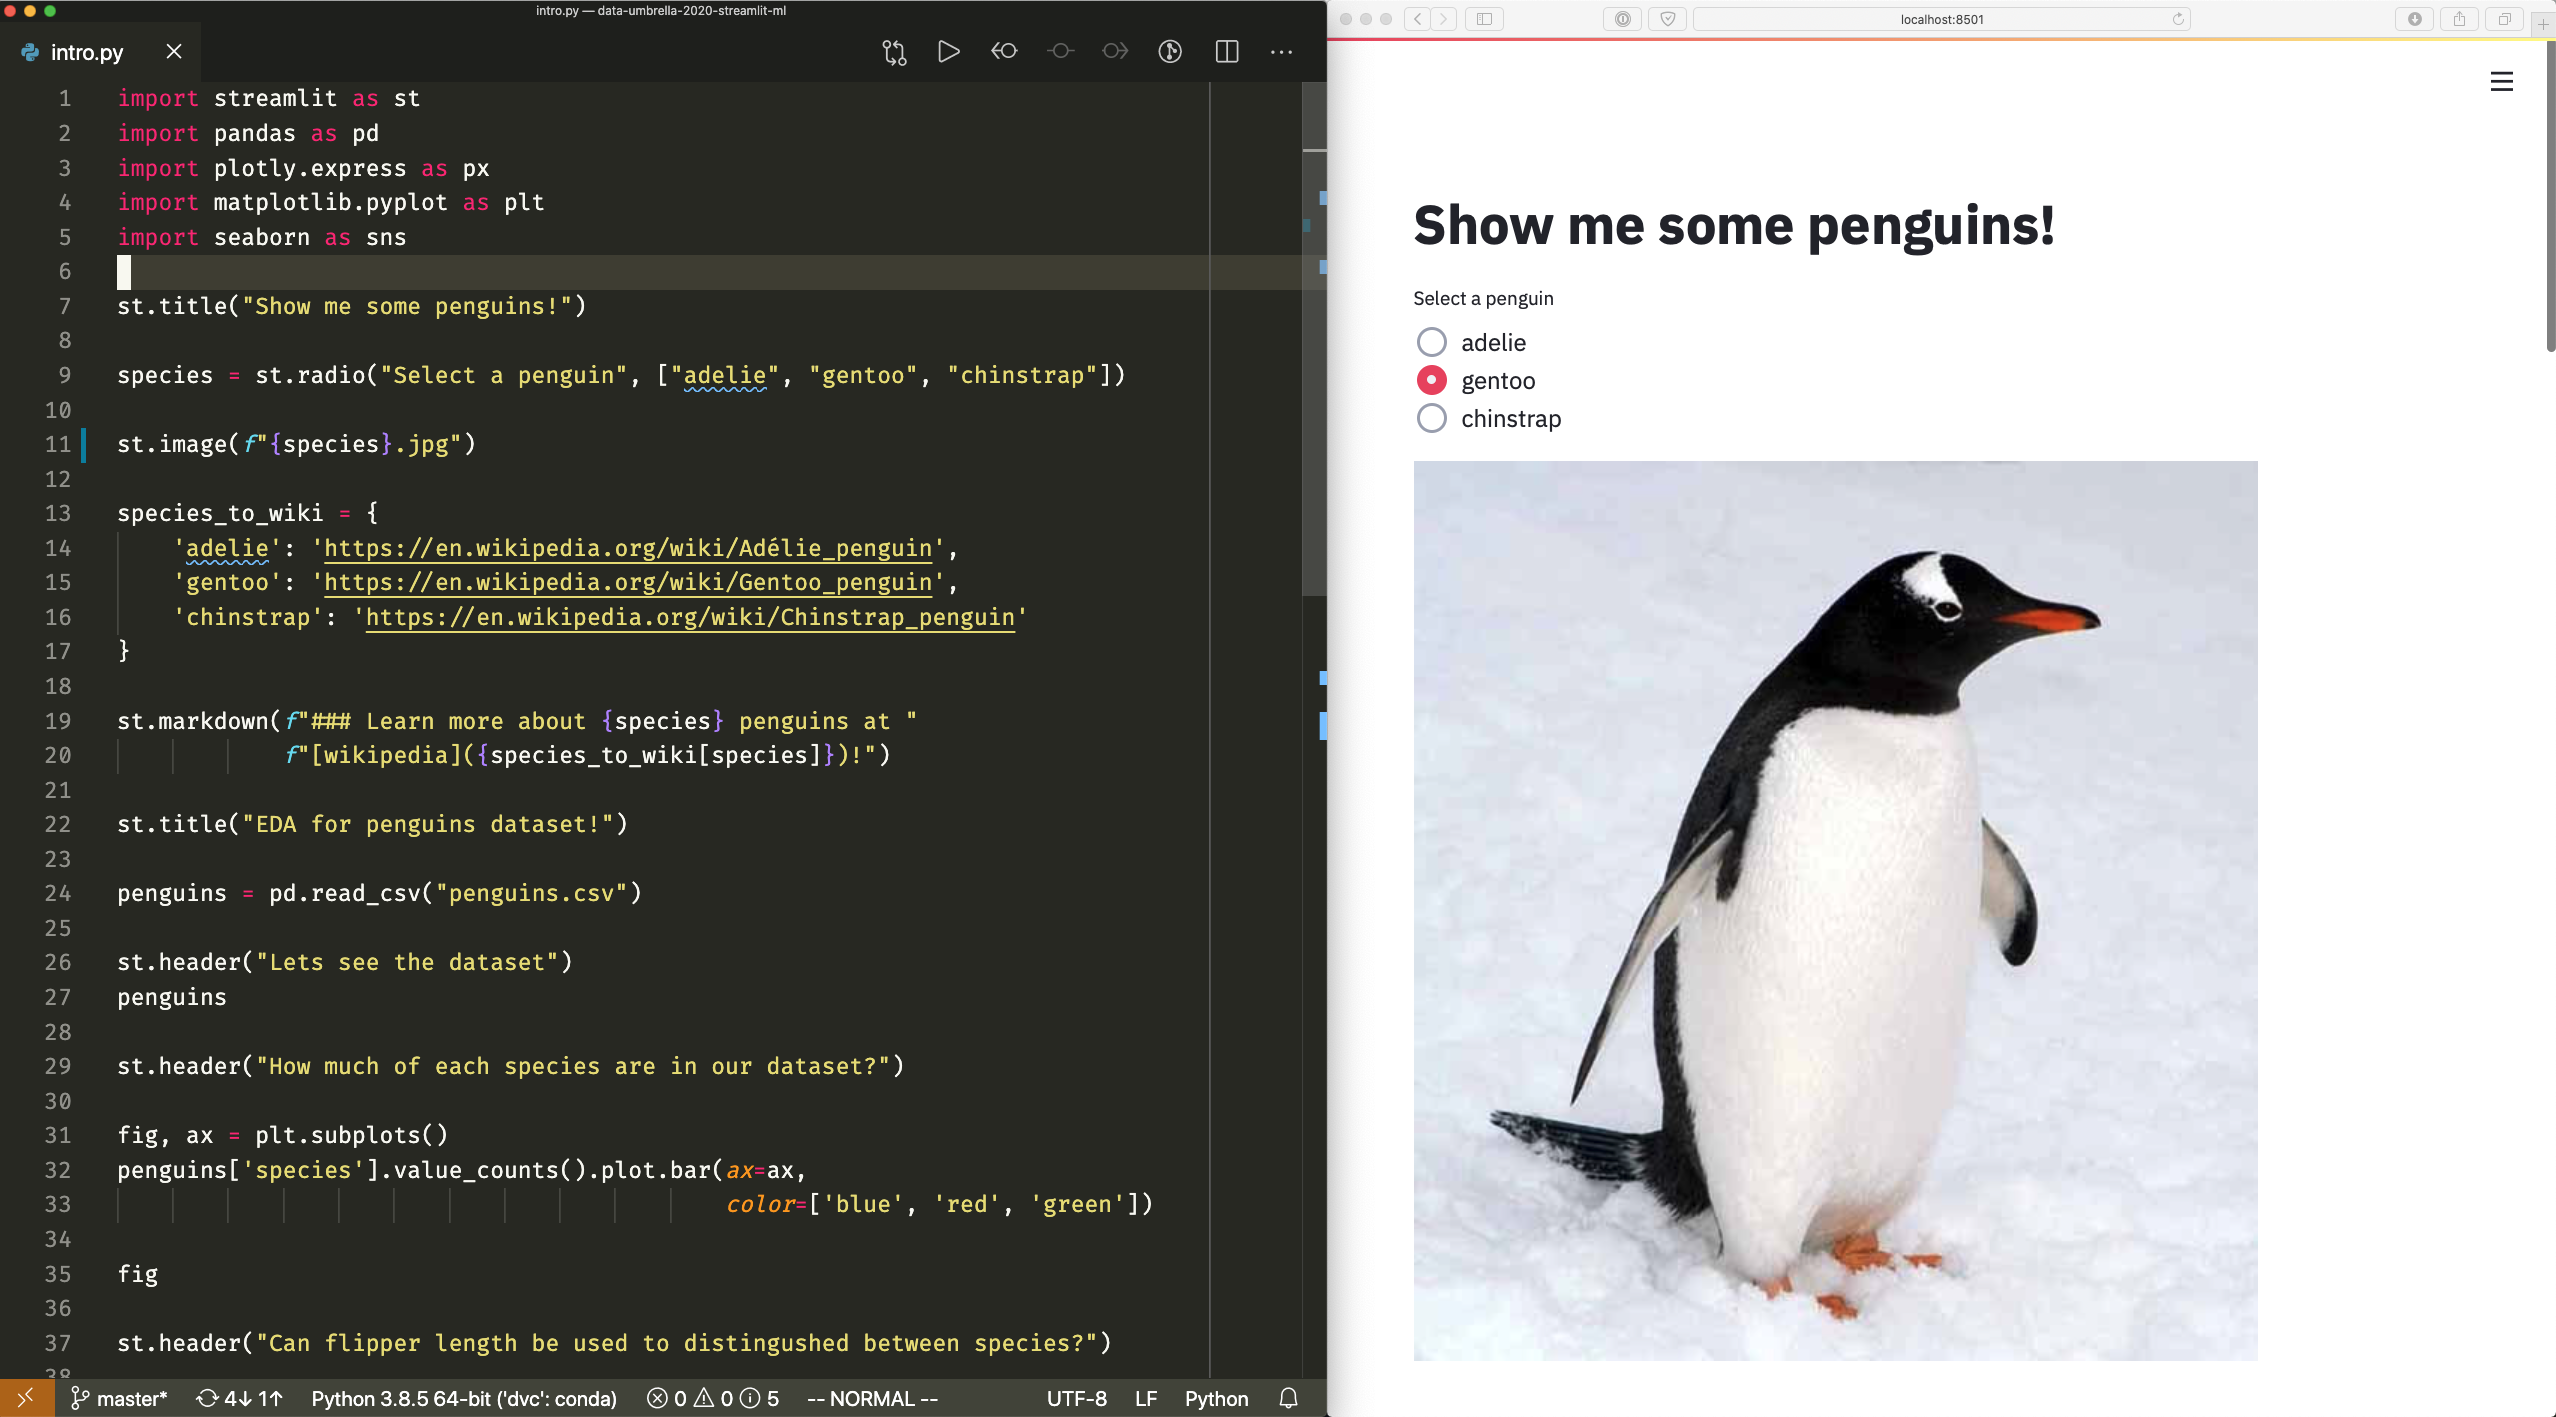 intro.py — data-umbrella-2020-streamlit-ml
intro.py
1 import streamlit as st
2 import pandas as pd
3 import plotly.express as px
4 import matplotlib.pyplot as plt
5 import seaborn as sns
6
7 st.title("Show me some penguins!")
8
9 species = st.radio("Select a penguin", ["adelie", "gentoo", "chinstrap"])
10
11 st.image(f"{species}.jpg")
12
13 species_to_wiki = {
14 'adelie': 'https://en.wikipedia.org/wiki/Adélie_penguin',
15 'gentoo': 'https://en.wikipedia.org/wiki/Gentoo_penguin',
16 'chinstrap': 'https://en.wikipedia.org/wiki/Chinstrap_penguin'
17 }
18
19 st.markdown(f"### Learn more about {species} penguins at "
20 f"[wikipedia]({species_to_wiki[species]})!")
21
22 st.title("EDA for penguins dataset!")
23
24 penguins = pd.read_csv("penguins.csv")
25
26 st.header("Lets see the dataset")
27 penguins
28
29 st.header("How much of each species are in our dataset?")
30
31 fig, ax = plt.subplots()
32 penguins['species'].value_counts().plot.bar(ax=ax,
33 color=['blue', 'red', 'green'])
34
35 fig
36
37 st.header("Can flipper length be used to distingushed between species?")
38
master* 4↓ 1↑ Python 3.8.5 64-bit ('dvc': conda) 0 0 5 -- NORMAL -- UTF-8 LF Python
localhost:8501
Show me some penguins!
Select a penguin
adelie
gentoo
chinstrap